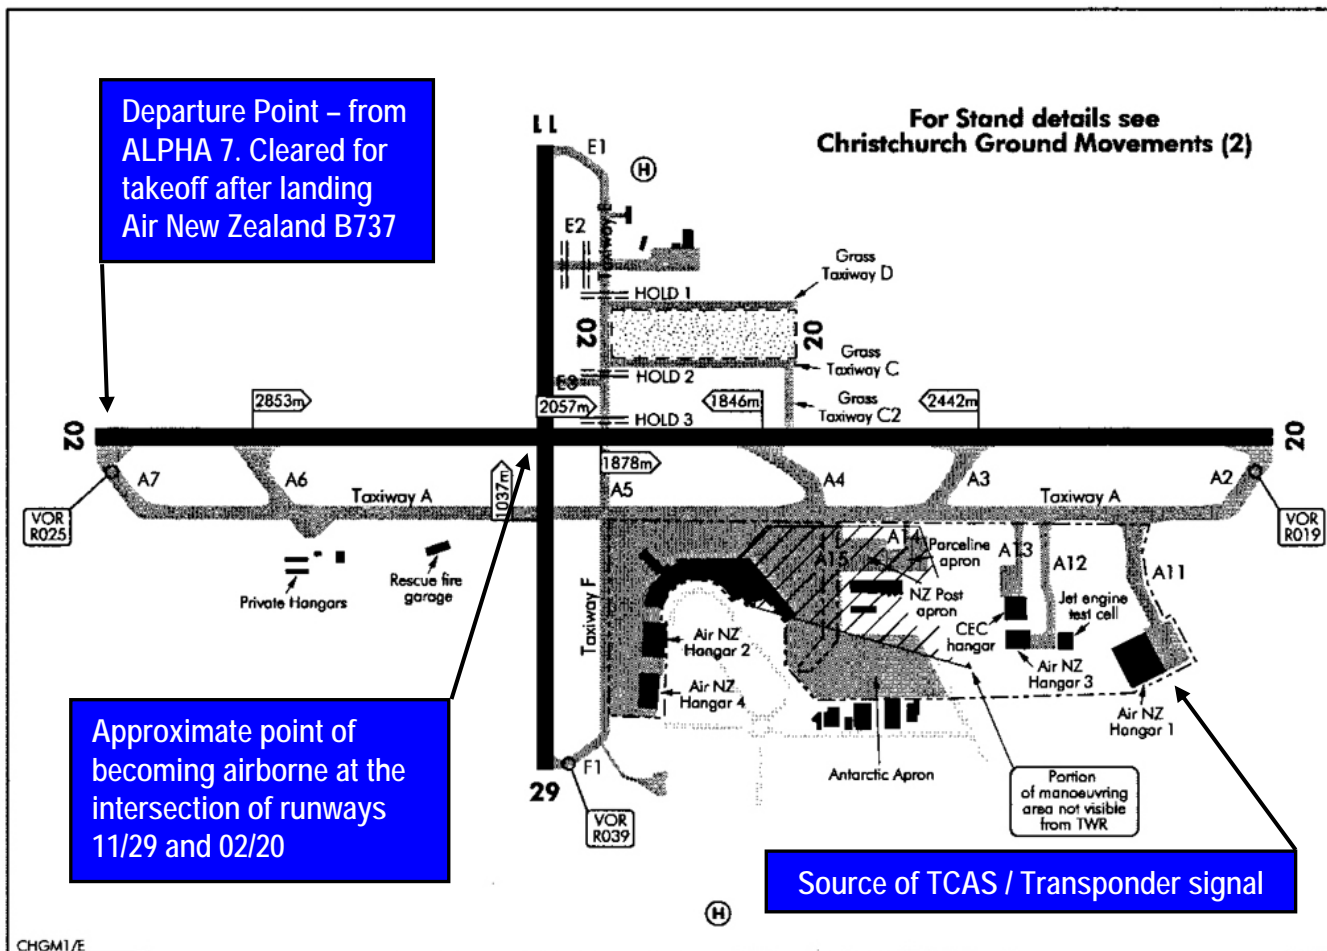 Departure Point – from
ALPHA 7. Cleared for
takeoff after landing
Air New Zealand B737
For Stand details see
Christchurch Ground Movements (2)
11
E1
H
E2
Taxiway E
Grass
Taxiway D
HOLD 1
02
20
Grass
Taxiway C
HOLD 2
E3
Grass
Taxiway C2
2853m
2057m
1846m
2442m
HOLD 3
02
20
1878m
A7
A6
1037m
A5
A4
A3
A2
Taxiway A
Taxiway A
VOR
R025
VOR
R019
Private Hangars
Rescue fire
garage
Taxiway F
A15
A14
Parceline
apron
A13
A12
A11
NZ Post
apron
CEC
hangar
Jet engine
test cell
Air NZ
Hangar 2
Air NZ
Hangar 3
Air NZ
Hangar 4
Air NZ
Hangar 1
Approximate point of
becoming airborne at the
intersection of runways
11/29 and 02/20
F1
29
VOR
R039
Antarctic Apron
Portion
of manoeuvring
area not visible
from TWR
Source of TCAS / Transponder signal
H
CHGM1/E